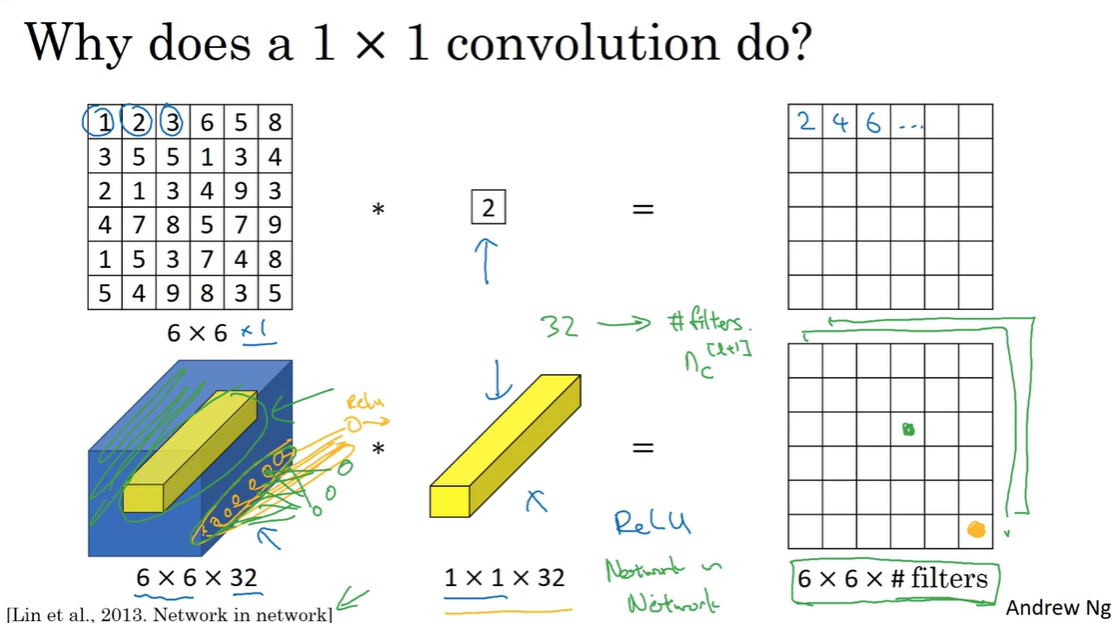 Why does a 1 × 1 convolution do?
1 2 3 6 5 8
3 5 5 1 3 4
2 1 3 4 9 3
4 7 8 5 7 9
1 5 3 7 4 8
5 4 9 8 3 5
*
2
=
2 4 6 ...
6 × 6 ×1
32 → # filters.
n_c^[l+1]
ReLU
*
=
ReLU
Network in
Network
6 × 6 × 32
1 × 1 × 32
6 × 6 × # filters
[Lin et al., 2013. Network in network]
Andrew Ng